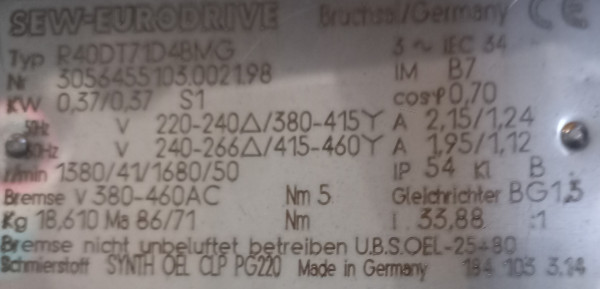 SEW-EURODRIVE Bruchsal/Germany CE
Typ R40DT71D4BMG 3 ~ IEC 34
Nr 3056455103.002198 IM B7
KW 0,37/0,37 S1 cosφ 0,70
50Hz V 220-240△/380-415Y A 2,15/1,24
60Hz V 240-266△/415-460Y A 1,95/1,12
r/min 1380/41/1680/50 IP 54 Kl B
Bremse V 380-460AC Nm 5 Gleichrichter BG1,5
Kg 18,610 Ma 86/71 Nm i 33,88 :1
Bremse nicht unbeluftet betreiben U.B.S.OEL-25+80
Schmierstoff SYNTH OEL CLP PG220 Made in Germany 184 103 3.14